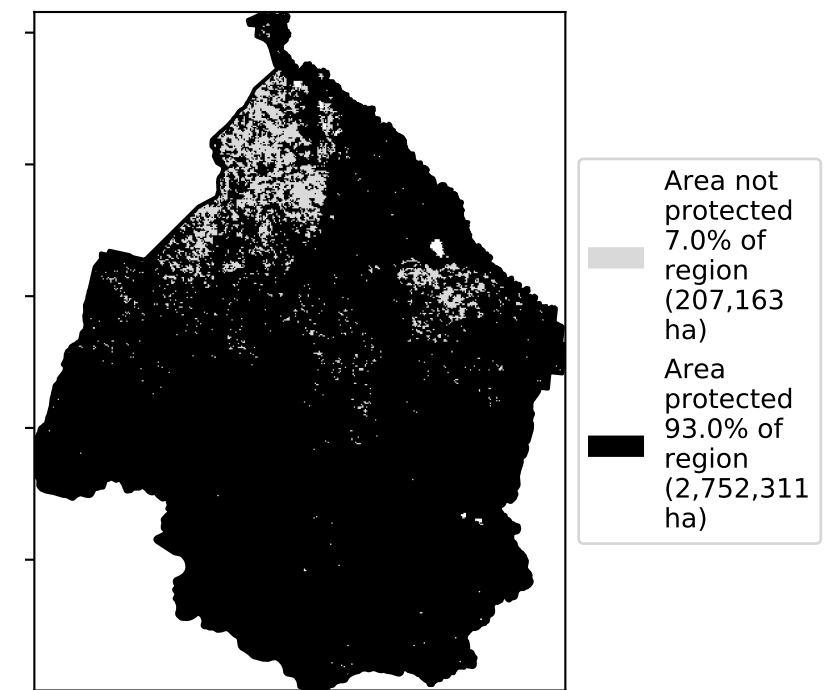 Area not
protected
7.0% of
region
(207,163
ha)
Area
protected
93.0% of
region
(2,752,311
ha)